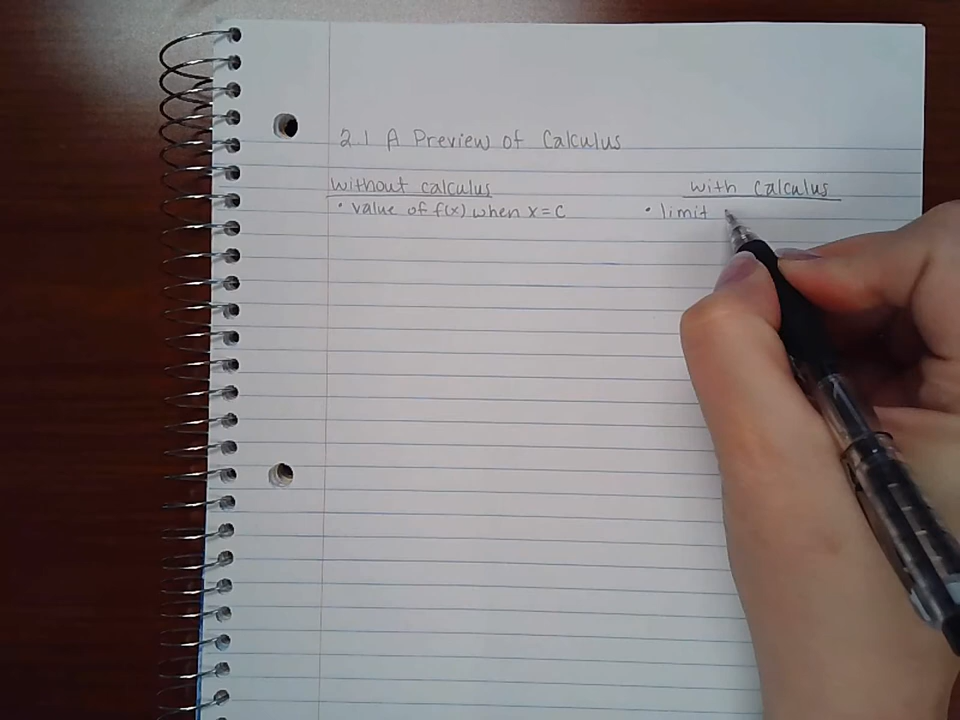 2.1 A Preview of Calculus
without calculus
with Calculus
• value of f(x) when x = c
• limit